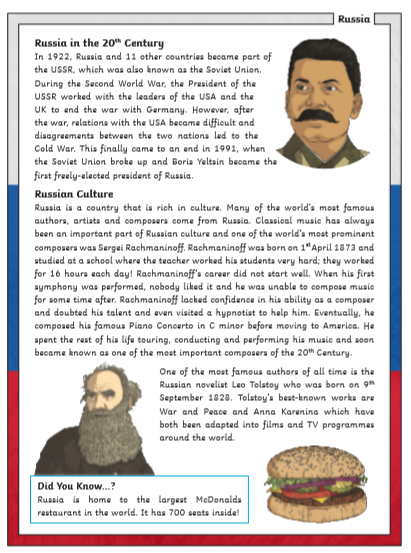 Russia
Russia in the 20th Century
In 1922, Russia and 11 other countries became part of
the USSR, which was also known as the Soviet Union.
During the Second World War, the President of the
USSR worked with the leaders of the USA and the
UK to end the war with Germany. However, after
the war, relations with the USA became difficult and
disagreements between the two nations led to the
Cold War. This finally came to an end in 1991, when
the Soviet Union broke up and Boris Yeltsin became the
first freely-elected president of Russia.
Russian Culture
Russia is a country that is rich in culture. Many of the world's most famous
authors, artists and composers come from Russia. Classical music has always
been an important part of Russian culture and one of the world's most prominent
composers was Sergei Rachmaninoff. Rachmaninoff was born on 1st April 1873 and
studied at a school where the teacher worked his students very hard; they worked
for 16 hours each day! Rachmaninoff's career did not start well. When his first
symphony was performed, nobody liked it and he was unable to compose music
for some time after. Rachmaninoff lacked confidence in his ability as a composer
and doubted his talent and even visited a hypnotist to help him. Eventually, he
composed his famous Piano Concerto in C minor before moving to America. He
spent the rest of his life touring, conducting and performing his music and soon
became known as one of the most important composers of the 20th Century.
One of the most famous authors of all time is the
Russian novelist Leo Tolstoy who was born on 9th
September 1828. Tolstoy's best-known works are
War and Peace and Anna Karenina which have
both been adapted into films and TV programmes
around the world.
Did You Know...?
Russia is home to the largest McDonalds
restaurant in the world. It has 700 seats inside!